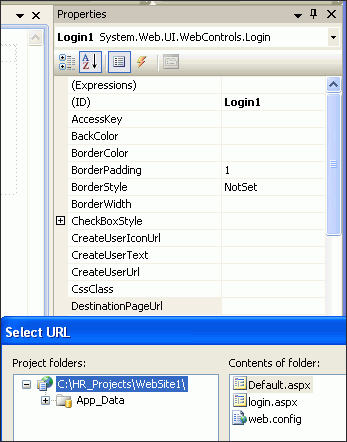 Properties
Login1 System.Web.UI.WebControls.Login
A
Z
(Expressions)
(ID) Login1
AccessKey
BackColor
BorderColor
BorderPadding 1
BorderStyle NotSet
BorderWidth
CheckBoxStyle
CreateUserIconUrl
CreateUserText
CreateUserUrl
CssClass
DestinationPageUrl
Select URL
Project folders: Contents of folder:
C:\HR_Projects\WebSite1\ Default.aspx
App_Data login.aspx
web.config